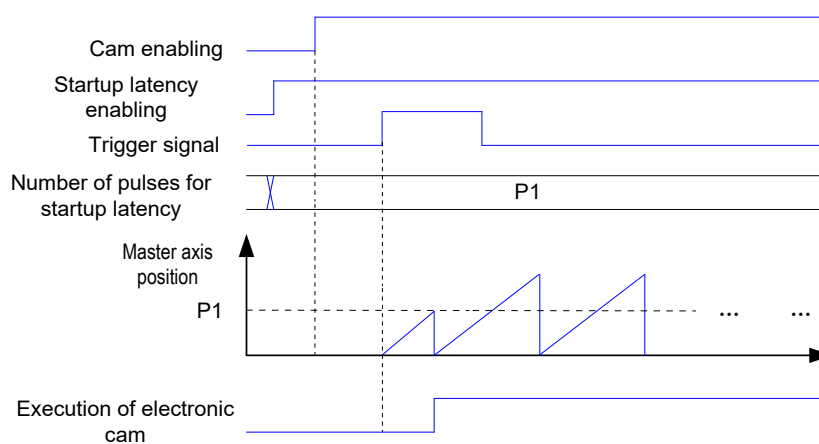 Cam enabling
Startup latency
enabling
Trigger signal
Number of pulses for
startup latency
P1
Master axis
position
P1
... ...
Execution of electronic
cam